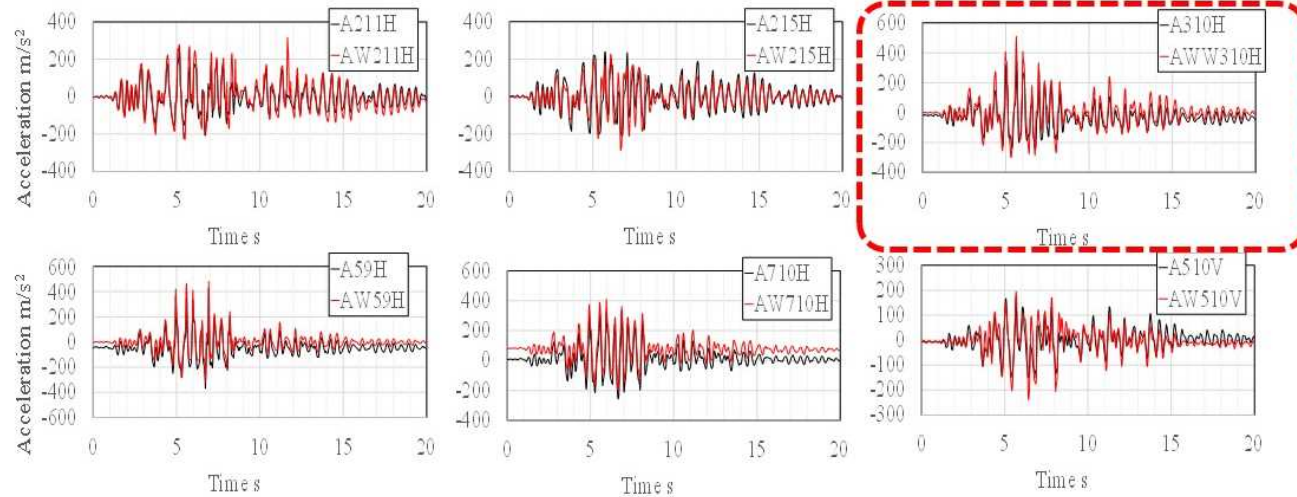 Acceleration m/s²
400
200
0
-200
-400
0 5 10 15 20
Time s
A211H
AW211H
400
200
0
-200
-400
0 5 10 15 20
Time s
A215H
AW215H
600
400
200
0
-200
-400
0 5 10 15 20
Time s
A310H
AWW310H
Acceleration m/s²
600
400
200
0
-200
-400
-600
0 5 10 15 20
Time s
A59H
AW59H
600
400
200
0
-200
-400
0 5 10 15 20
Time s
A710H
AW710H
300
200
100
0
-100
-200
-300
0 5 10 15 20
Time s
A510V
AW510V